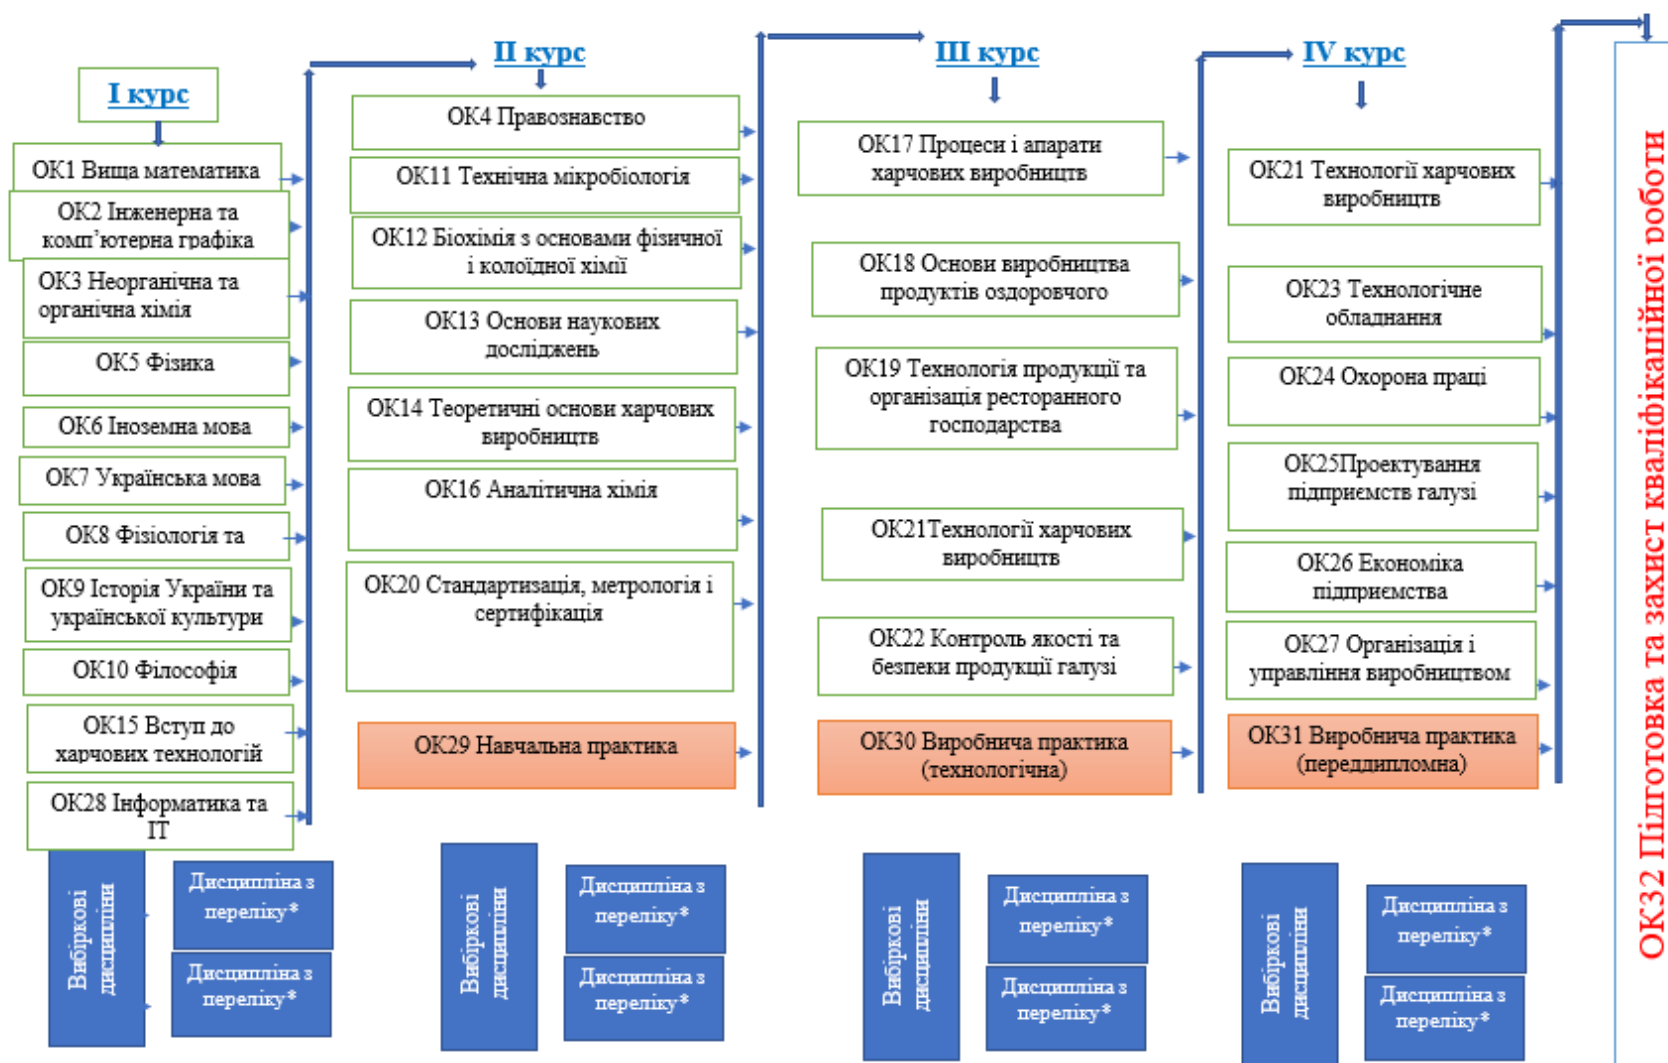 І курс
ОК1 Вища математика
ОК2 Інженерна та
комп’ютерна графіка
ОК3 Неорганічна та
органічна хімія
ОК5 Фізика
ОК6 Іноземна мова
ОК7 Українська мова
ОК8 Фізіологія та
ОК9 Історія України та
української культури
ОК10 Філософія
ОК15 Вступ до
харчових технологій
ОК28 Інформатика та
ІТ
Вибіркові
дисципліни
Дисципліна з
переліку*
Дисципліна з
переліку*
ІІ курс
ОК4 Правознавство
ОК11 Технічна мікробіологія
ОК12 Біохімія з основами фізичної
і колоїдної хімії
ОК13 Основи наукових
досліджень
ОК14 Теоретичні основи харчових
виробництв
ОК16 Аналітична хімія
ОК20 Стандартизація, метрологія і
сертифікація
ОК29 Навчальна практика
Вибіркові
дисципліни
Дисципліна з
переліку*
Дисципліна з
переліку*
ІІІ курс
ОК17 Процеси і апарати
харчових виробництв
ОК18 Основи виробництва
продуктів оздоровчого
ОК19 Технологія продукції та
організація ресторанного
господарства
ОК21Технології харчових
виробництв
ОК22 Контроль якості та
безпеки продукції галузі
ОК30 Виробнича практика
(технологічна)
Вибіркові
дисципліни
Дисципліна з
переліку*
Дисципліна з
переліку*
IV курс
ОК21 Технології харчових
виробництв
ОК23 Технологічне
обладнання
ОК24 Охорона праці
ОК25Проектування
підприємств галузі
ОК26 Економіка
підприємства
ОК27 Організація і
управління виробництвом
ОК31 Виробнича практика
(переддипломна)
Вибіркові
дисципліни
Дисципліна з
переліку*
Дисципліна з
переліку*
ОК32 Підготовка та захист кваліфікаційної роботи